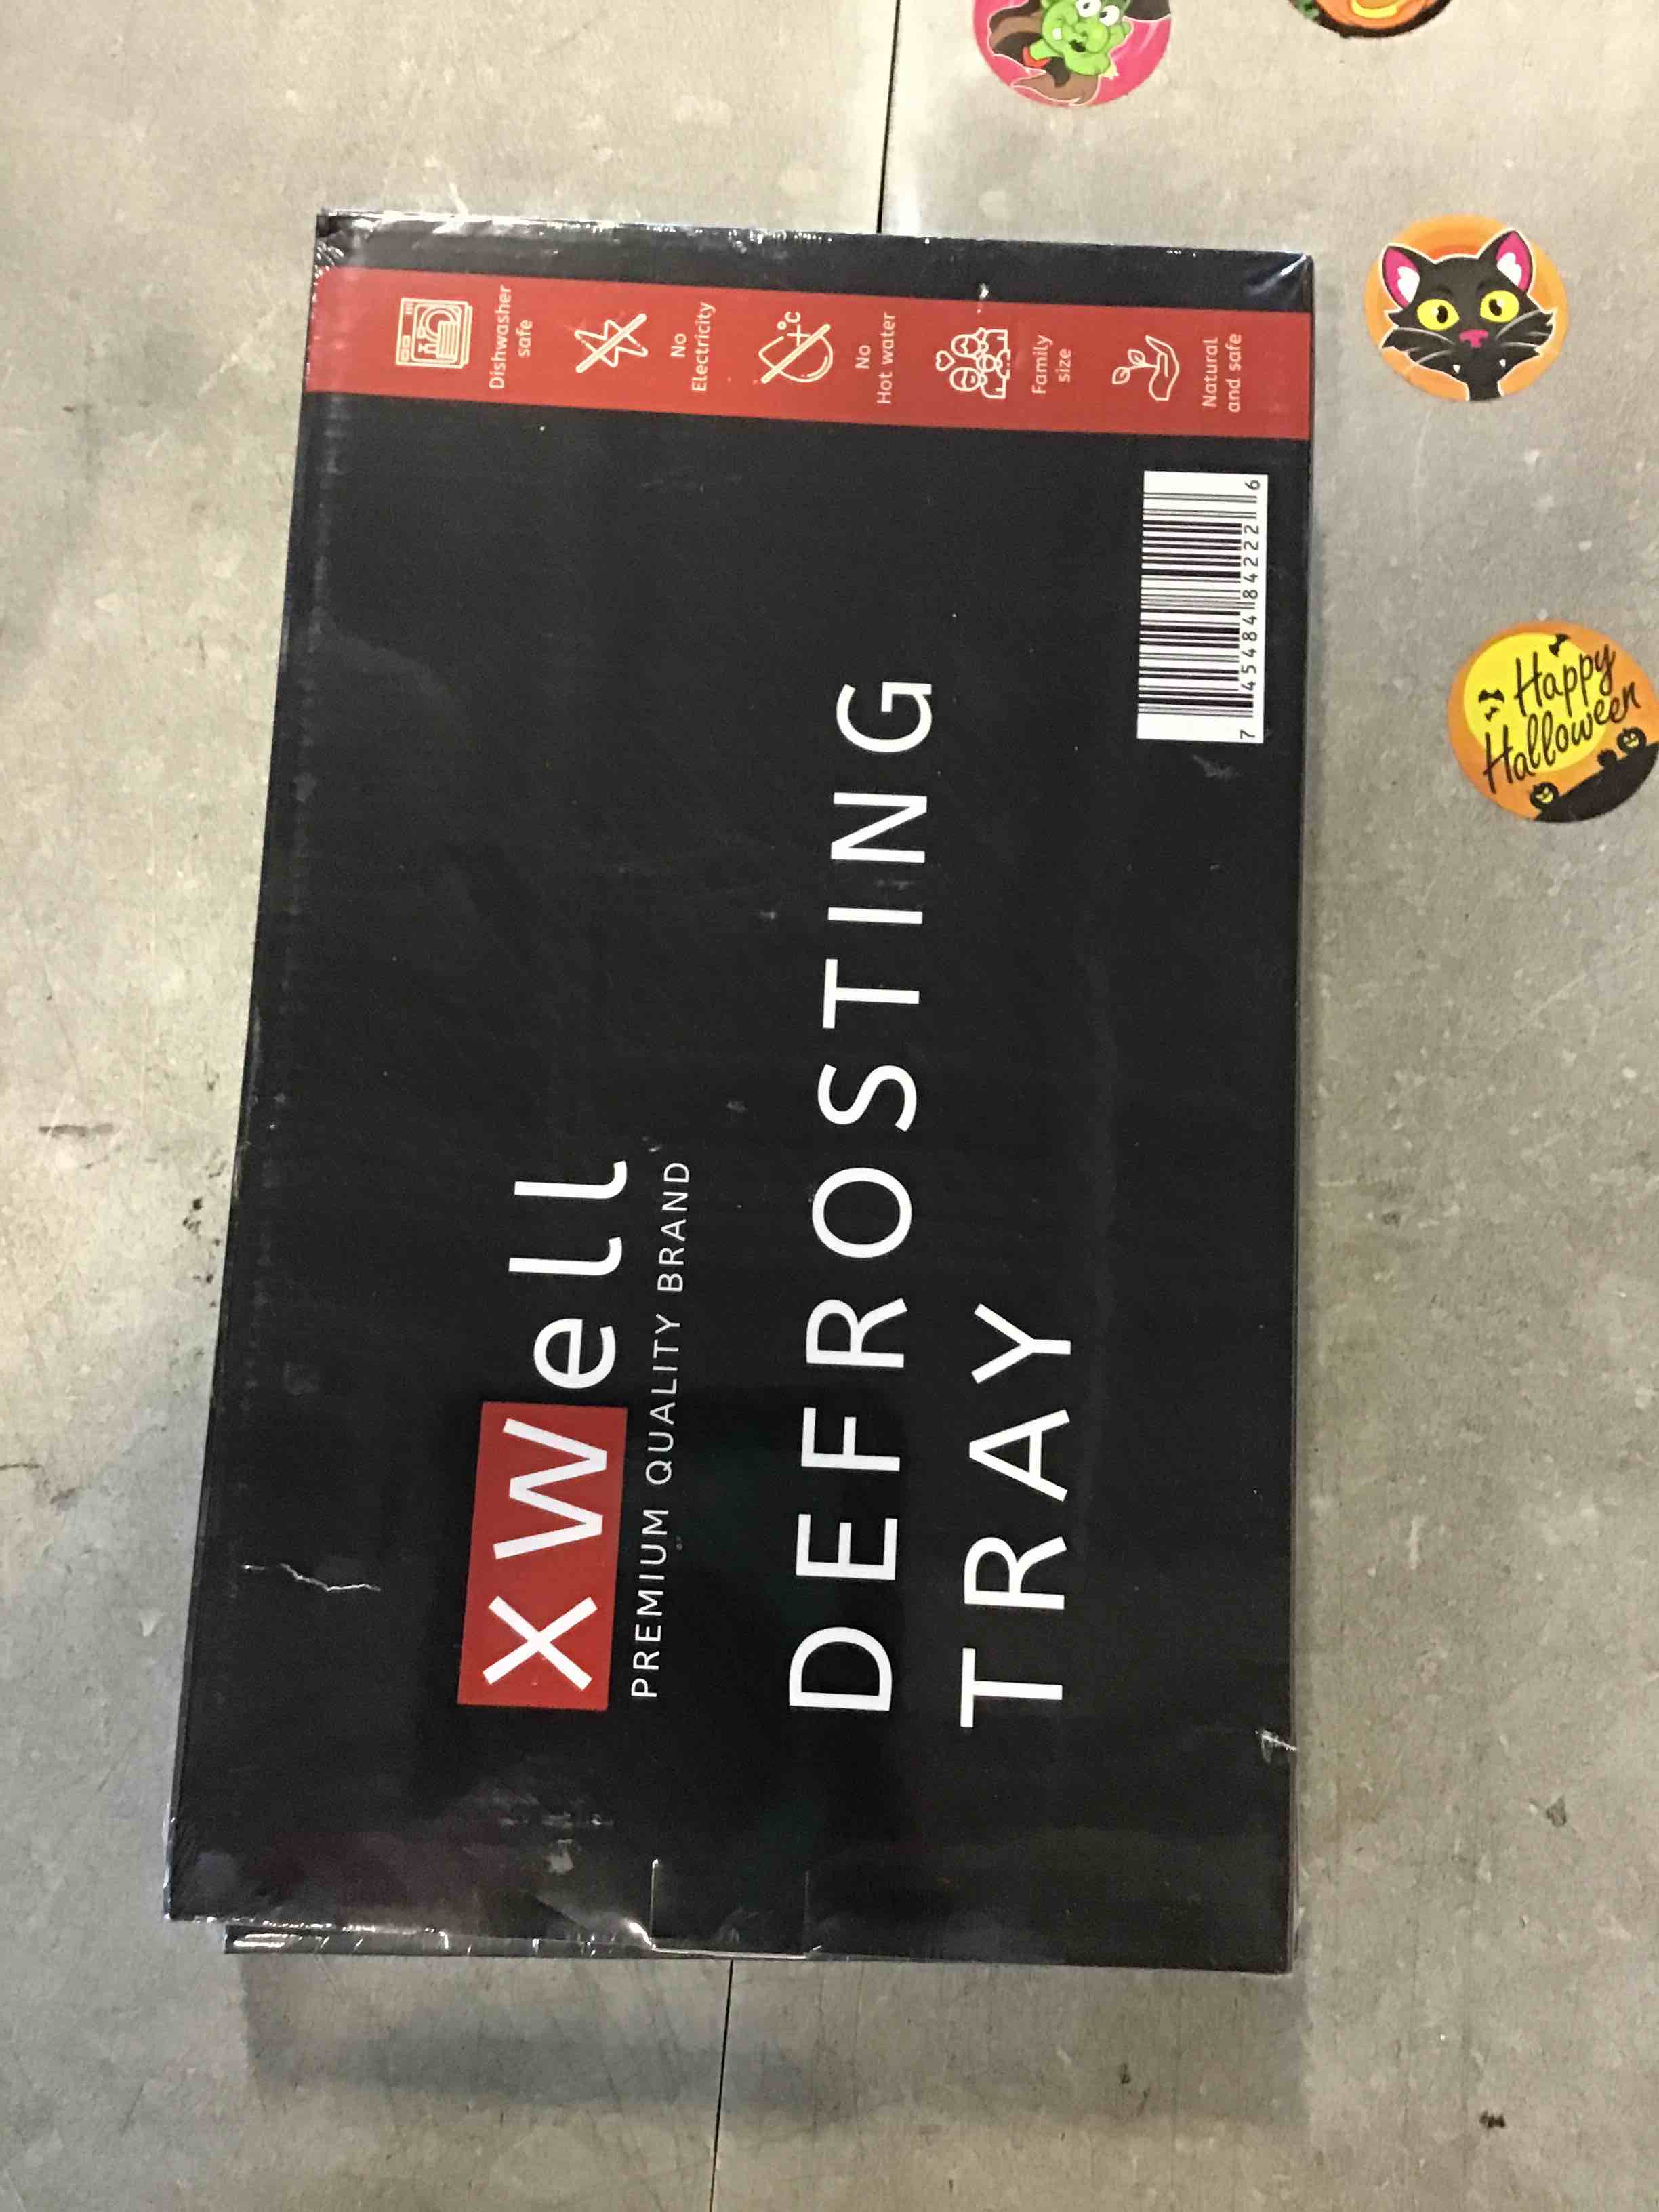 XWell
PREMIUM QUALITY BRAND
DEFROSTING
TRAY
Dishwasher
safe
No
Electricity
°C
No
Hot water
Family
size
Natural
and safe
7 45484 84222 6
Happy
Halloween